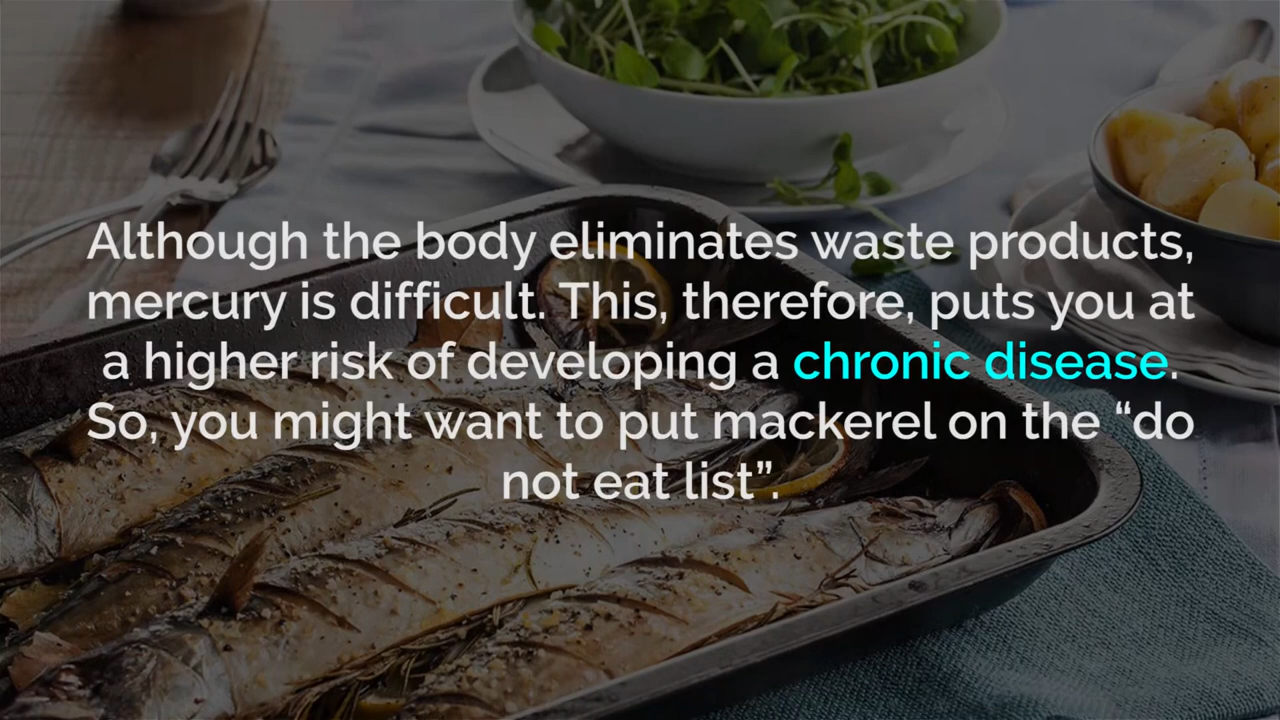 Although the body eliminates waste products,
mercury is difficult. This, therefore, puts you at
a higher risk of developing a chronic disease.
So, you might want to put mackerel on the “do
not eat list”.